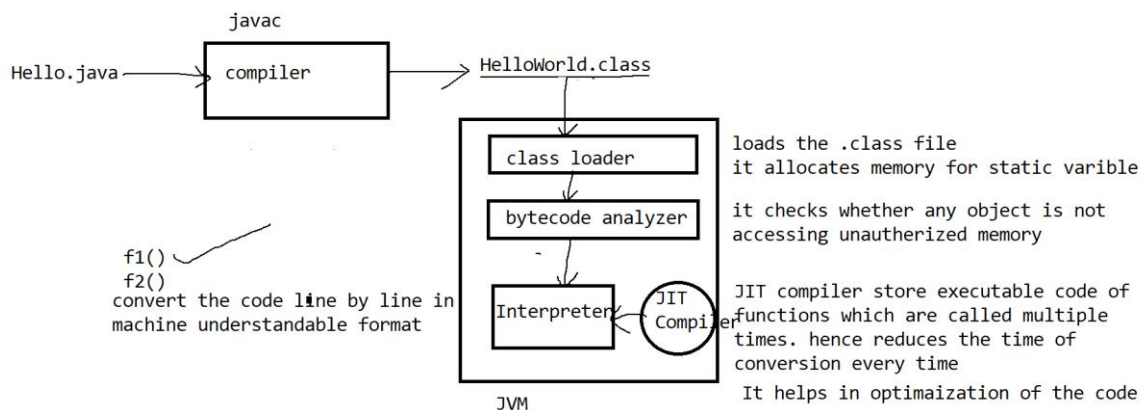 javac
Hello.java
compiler
HelloWorld.class
class loader
loads the .class file
it allocates memory for static varible
bytecode analyzer
it checks whether any object is not
accessing unautherized memory
f1()
f2()
convert the code line by line in
machine understandable format
Interpreter
JIT
Compiler
JIT compiler store executable code of
functions which are called multiple
times. hence reduces the time of
conversion every time
It helps in optimaization of the code
JVM